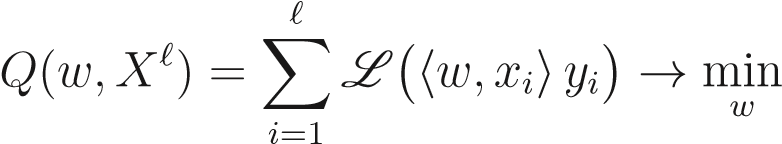 Q(w, X^ℓ) = ∑_{i=1}^{ℓ} ℒ(⟨w, x_i⟩ y_i) → min_w